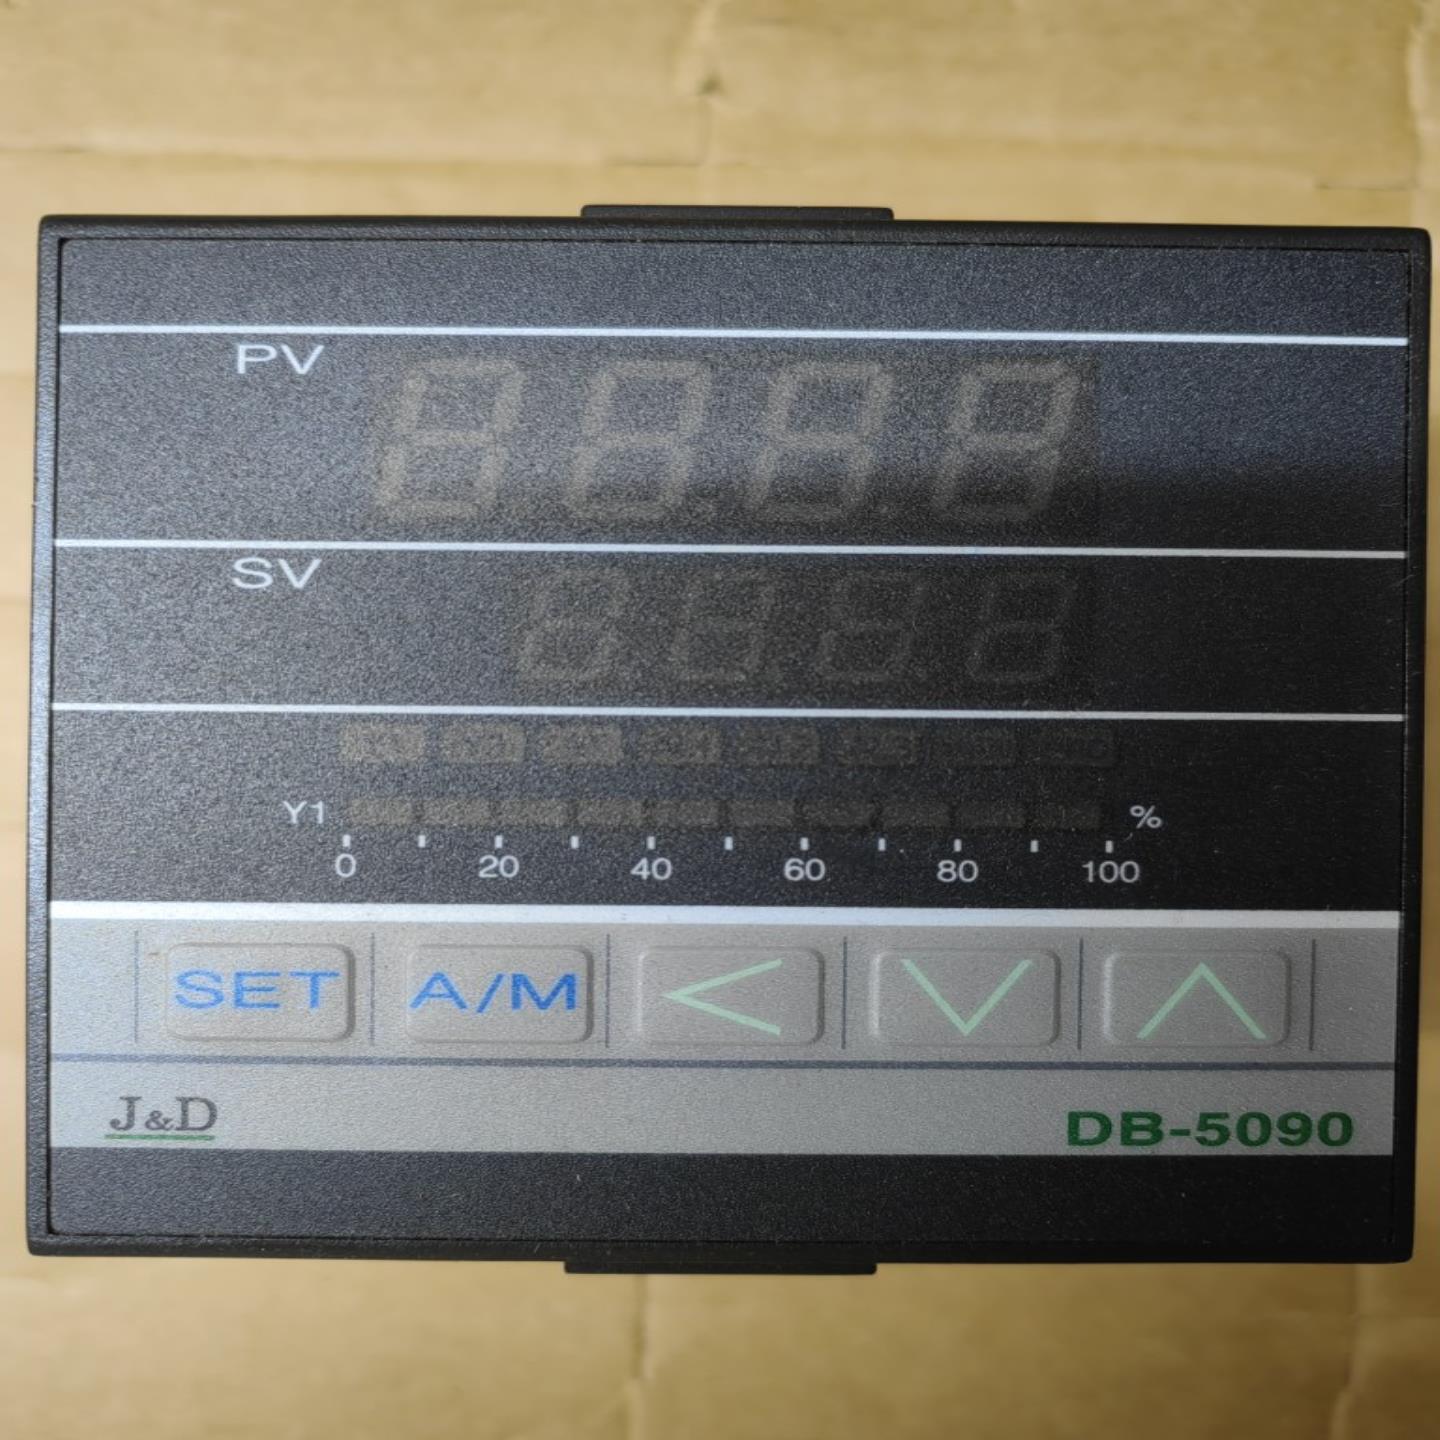 PV
SV
Y1 %
0 20 40 60 80 100
SET A/M < ∨ ∧
J&D DB-5090